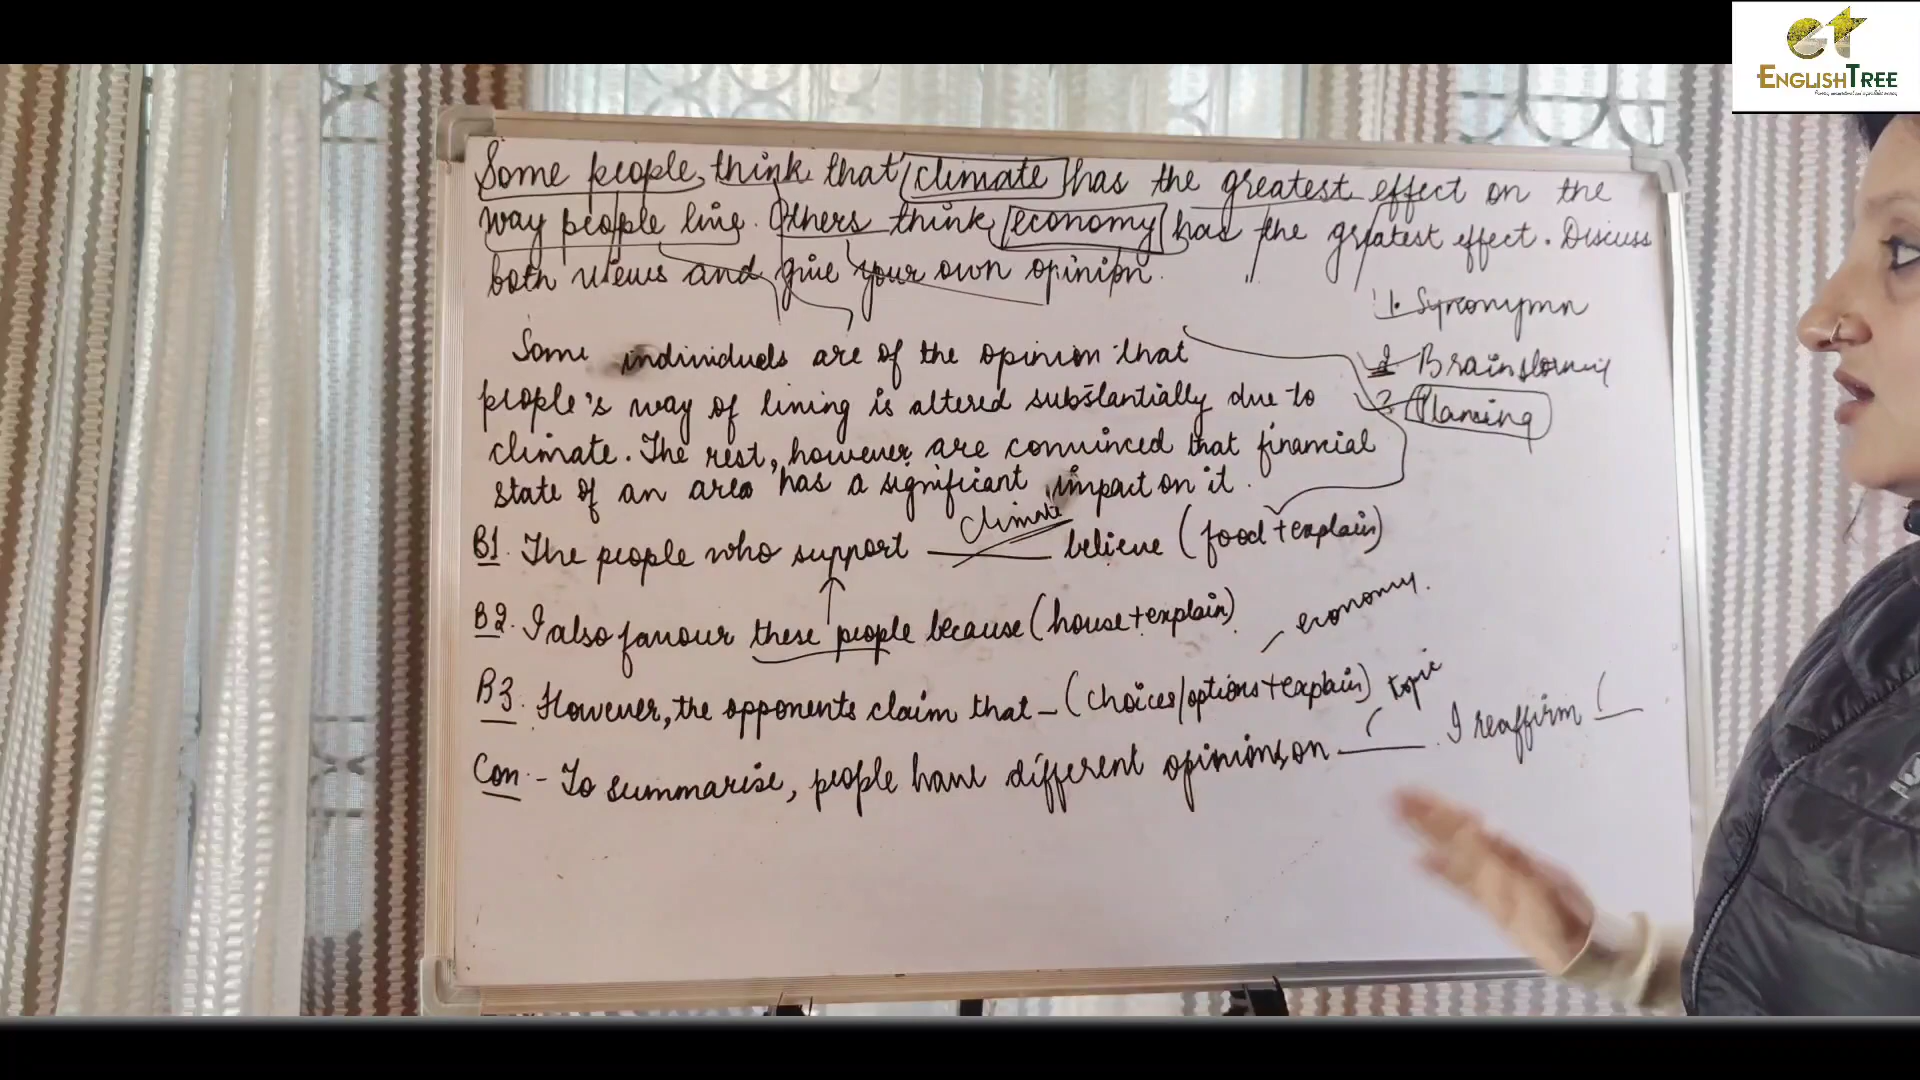 ENGLISHTREE
Some people think that climate has the greatest effect on the
way people live. Others think economy has the greatest effect. Discuss
both views and give your own opinion.
1. Synonymn
2 Brainstorming
3. Planning
Some individuals are of the opinion that
people's way of living is altered substantially due to
climate. The rest, however are convinced that financial
state of an area has a significant impact on it.
climate
B1. The people who support ____ believe (food + explain)
B2. I also favour these people because (house + explain)
economy.
B3. However, the opponents claim that - (choices/options + explain)
topic
Con - To summarise, people have different opinions on ____. I reaffirm ( __